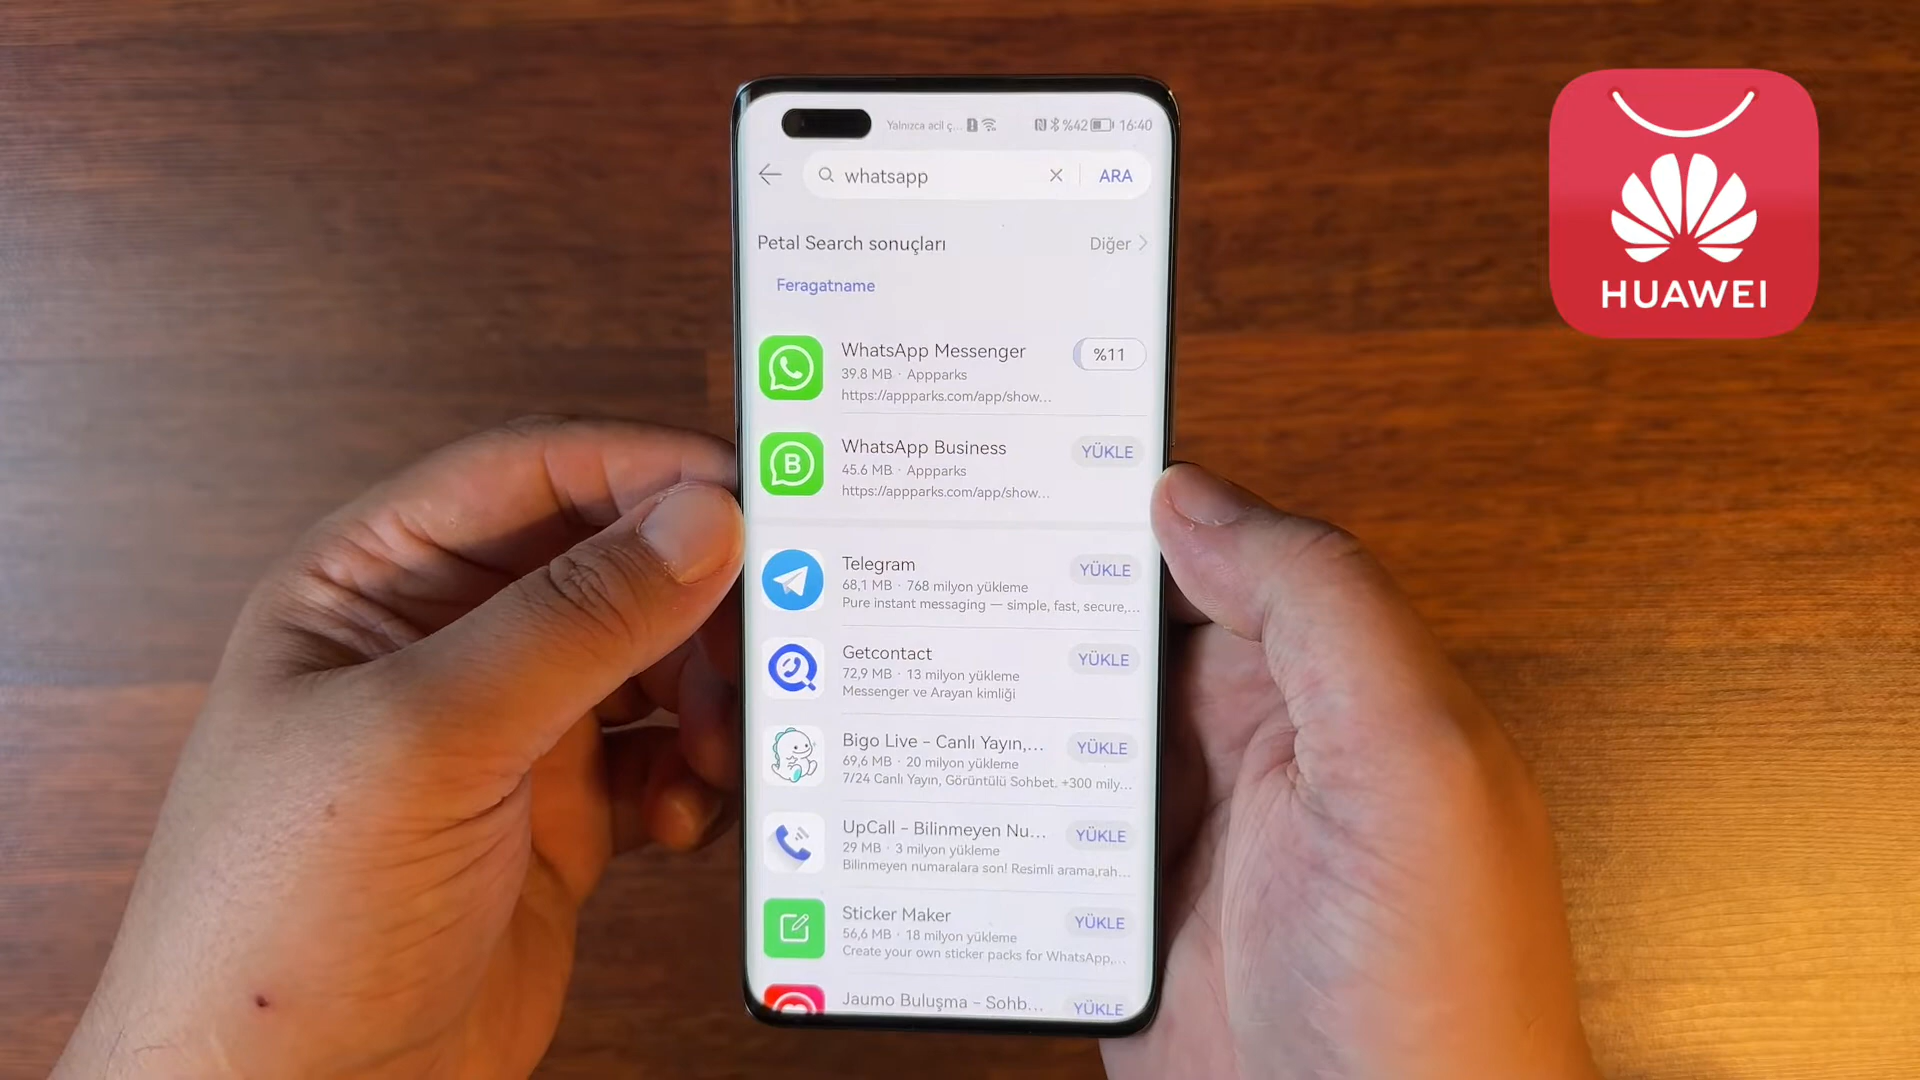 Yalnızca acil ç... %42 16:40
whatsapp ARA
Petal Search sonuçları Diğer
Feragatname
WhatsApp Messenger %11
39.8 MB · Appparks
https://appparks.com/app/show...
WhatsApp Business YÜKLE
45.6 MB · Appparks
https://appparks.com/app/show...
Telegram YÜKLE
68,1 MB · 768 milyon yükleme
Pure instant messaging — simple, fast, secure,...
Getcontact YÜKLE
72,9 MB · 13 milyon yükleme
Messenger ve Arayan kimliği
Bigo Live – Canlı Yayın,... YÜKLE
69,6 MB · 20 milyon yükleme
7/24 Canlı Yayın, Görüntülü Sohbet. +300 mily...
UpCall – Bilinmeyen Nu... YÜKLE
29 MB · 3 milyon yükleme
Bilinmeyen numaralara son! Resimli arama,rah...
Sticker Maker YÜKLE
56,6 MB · 18 milyon yükleme
Create your own sticker packs for WhatsApp,...
Jaumo Buluşma – Sohb... YÜKLE
HUAWEI